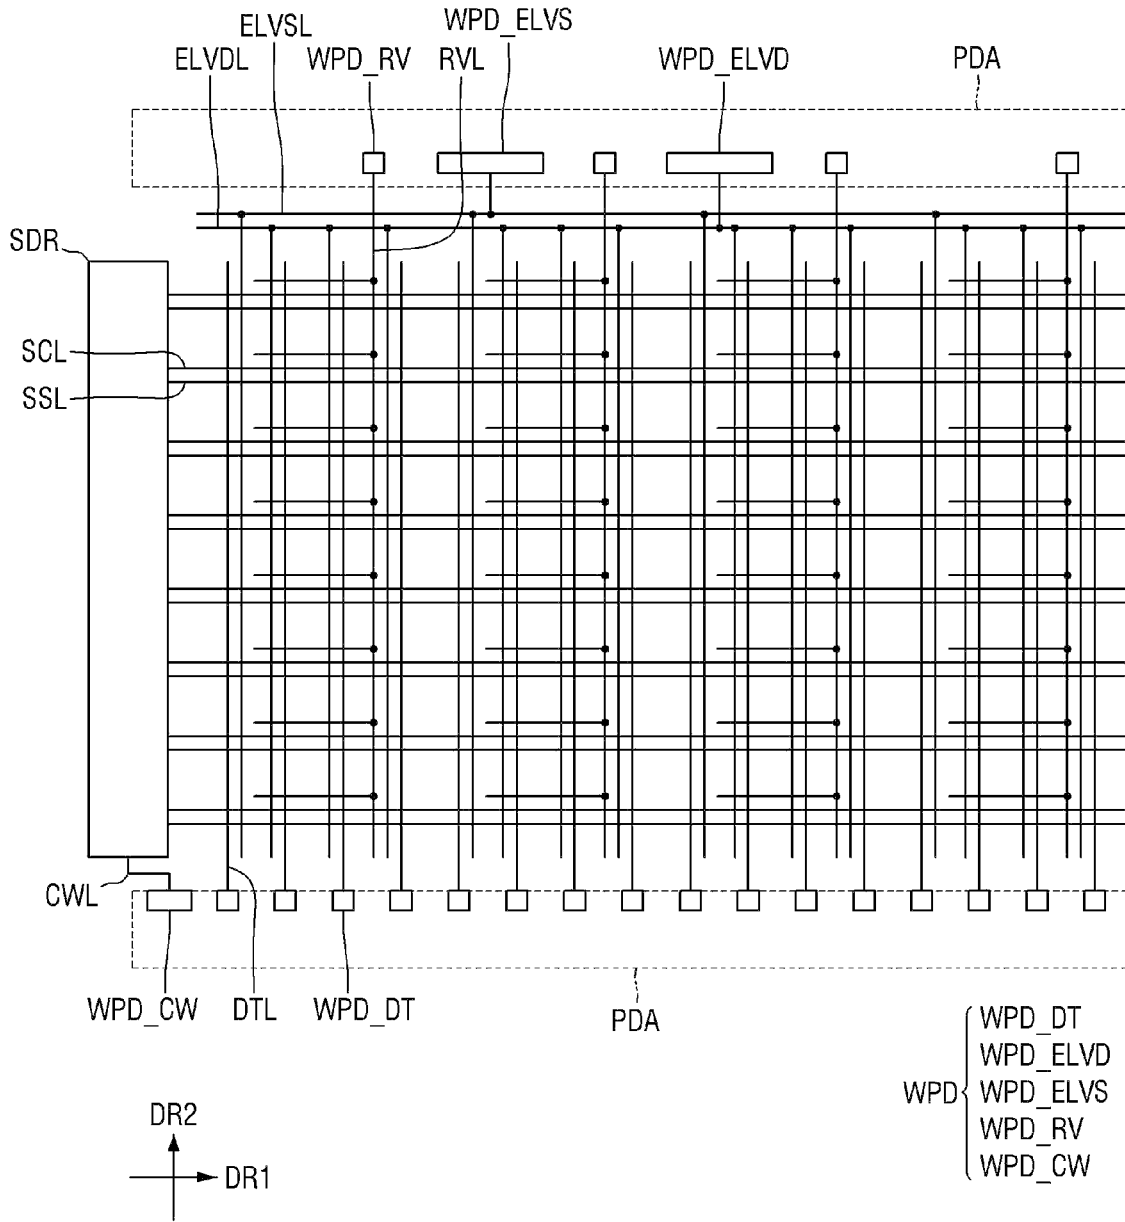 ELVSL
WPD_ELVS
ELVDL
WPD_RV
RVL
WPD_ELVD
PDA
SDR
SCL
SSL
CWL
WPD_CW
DTL
WPD_DT
PDA
WPD
WPD_DT
WPD_ELVD
WPD_ELVS
WPD_RV
WPD_CW
DR2
DR1